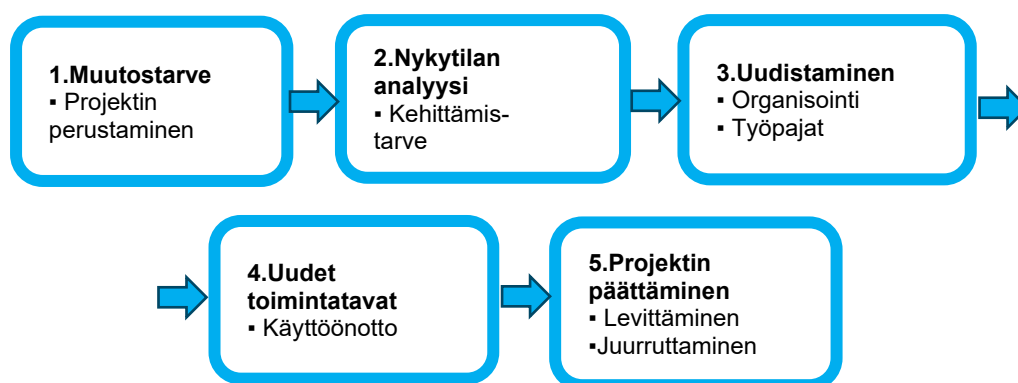 1.Muutostarve
▪ Projektin
perustaminen
2.Nykytilan
analyysi
▪ Kehittämis-
tarve
3.Uudistaminen
▪ Organisointi
▪ Työpajat
4.Uudet
toimintatavat
▪ Käyttöönotto
5.Projektin
päättäminen
▪ Levittäminen
▪Juurruttaminen